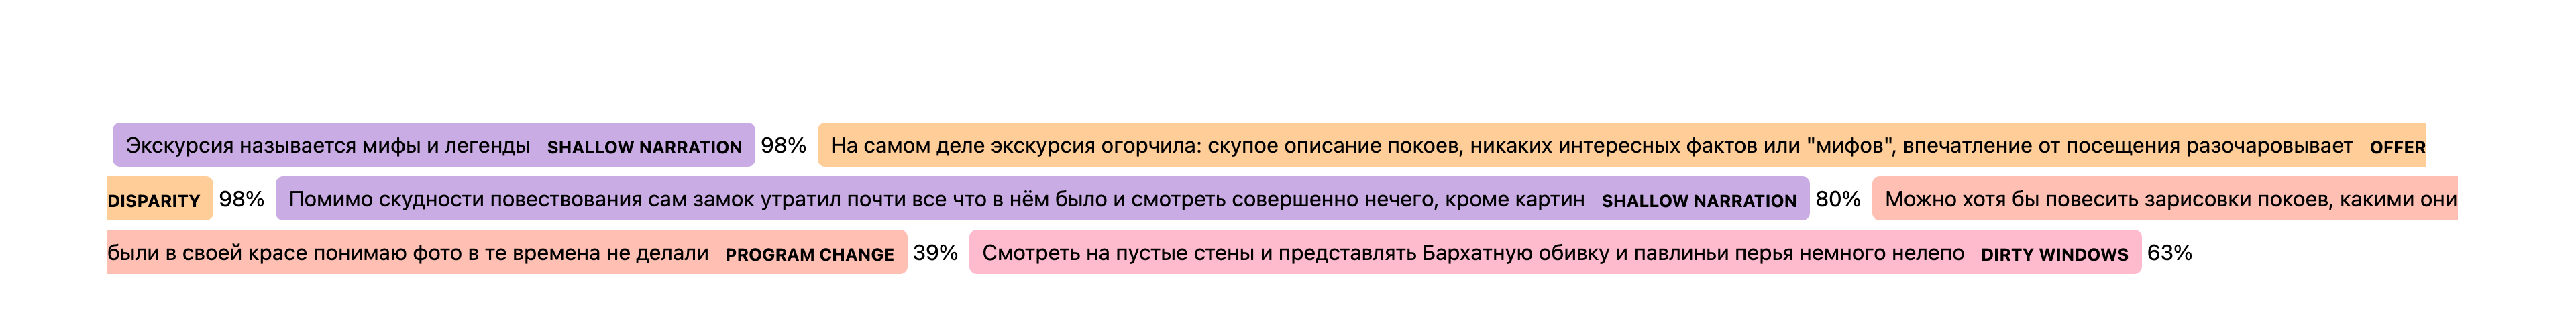 Экскурсия называется мифы и легенды SHALLOW NARRATION 98% На самом деле экскурсия огорчила: скупое описание покоев, никаких интересных фактов или "мифов", впечатление от посещения разочаровывает OFFER
DISPARITY 98% Помимо скудности повествования сам замок утратил почти все что в нём было и смотреть совершенно нечего, кроме картин SHALLOW NARRATION 80% Можно хотя бы повесить зарисовки покоев, какими они
были в своей красе понимаю фото в те времена не делали PROGRAM CHANGE 39% Смотреть на пустые стены и представлять Бархатную обивку и павлиньи перья немного нелепо DIRTY WINDOWS 63%